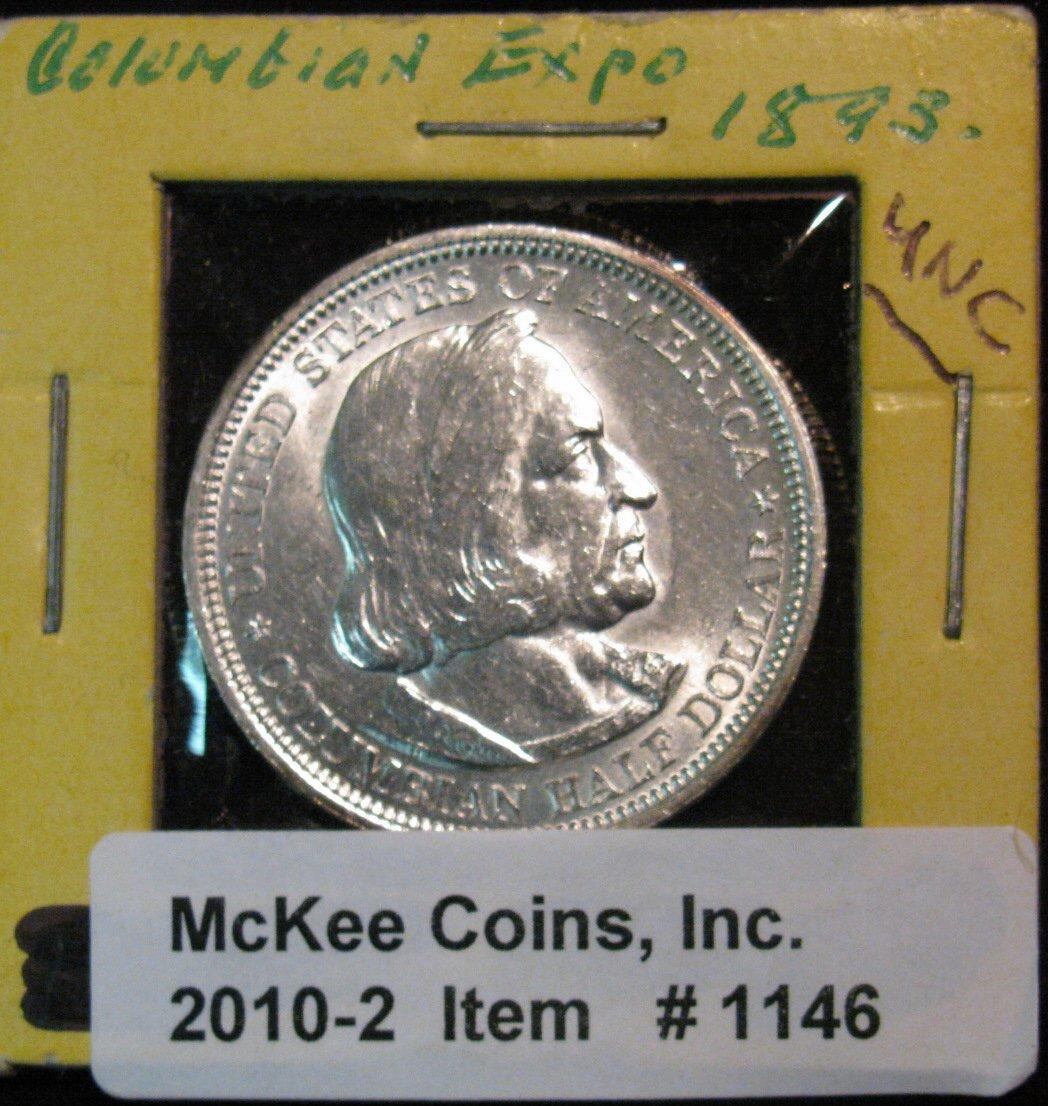 Columbian Expo
1893.
UNC
UNITED STATES OF AMERICA
COLUMBIAN HALF DOLLAR
McKee Coins, Inc.
2010-2 Item # 1146